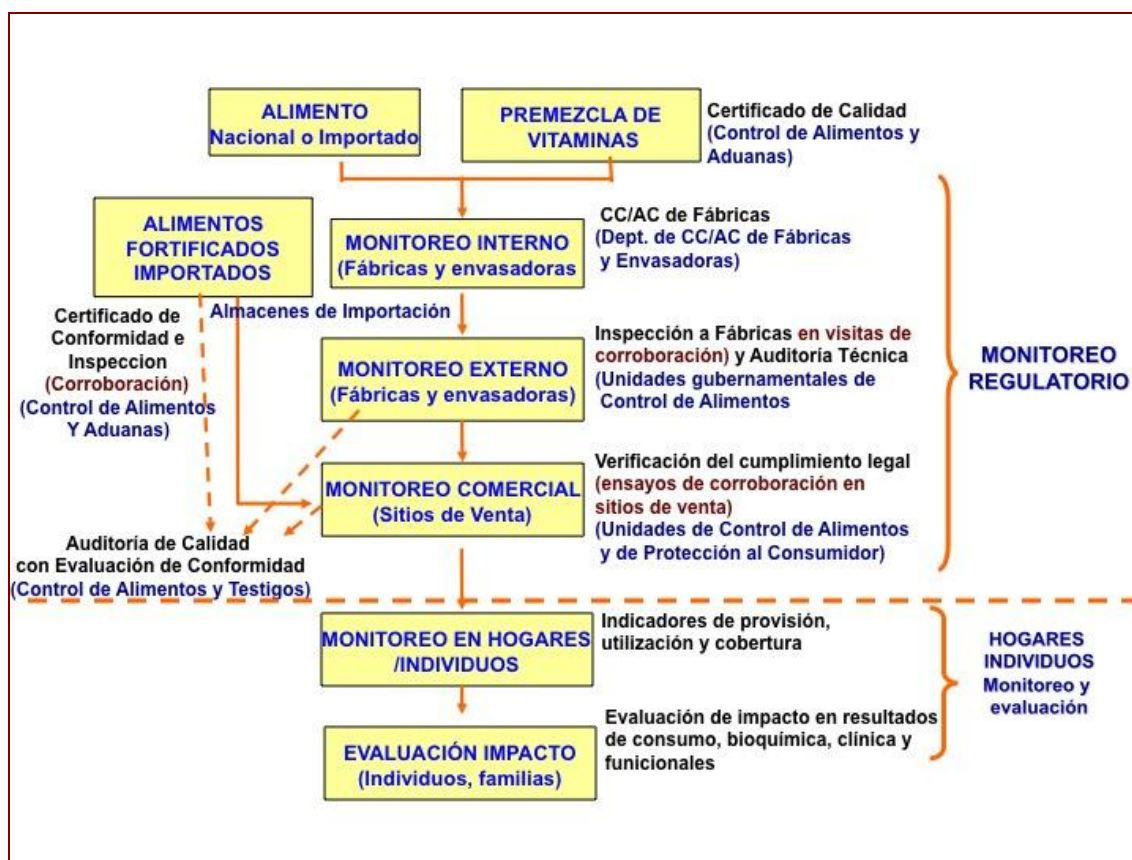 ALIMENTO
Nacional o Importado
PREMEZCLA DE
VITAMINAS
Certificado de Calidad
(Control de Alimentos y
Aduanas)
ALIMENTOS
FORTIFICADOS
IMPORTADOS
MONITOREO INTERNO
(Fábricas y envasadoras
CC/AC de Fábricas
(Dept. de CC/AC de Fábricas
y Envasadoras)
Almacenes de Importación
Certificado de
Conformidad e
Inspeccion
(Corroboración)
(Control de Alimentos
Y Aduanas)
MONITOREO EXTERNO
(Fábricas y envasadoras)
Inspección a Fábricas en visitas de
corroboración) y Auditoría Técnica
(Unidades gubernamentales de
Control de Alimentos
MONITOREO
REGULATORIO
MONITOREO COMERCIAL
(Sitios de Venta)
Verificación del cumplimiento legal
(ensayos de corroboración en
sitios de venta)
(Unidades de Control de Alimentos
y de Protección al Consumidor)
Auditoría de Calidad
con Evaluación de Conformidad
(Control de Alimentos y Testigos)
MONITOREO EN HOGARES
/INDIVIDUOS
Indicadores de provisión,
utilización y cobertura
HOGARES
INDIVIDUOS
Monitoreo y
evaluación
EVALUACIÓN IMPACTO
(Individuos, familias)
Evaluación de impacto en resultados
de consumo, bioquímica, clínica y
funicionales